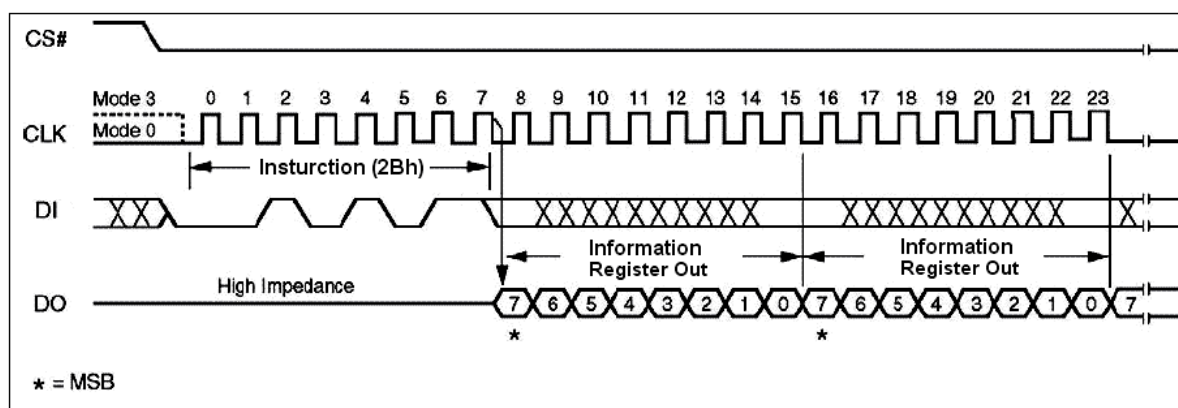 CS#
Mode 3 0 1 2 3 4 5 6 7 8 9 10 11 12 13 14 15 16 17 18 19 20 21 22 23
CLK Mode 0
Insturction (2Bh)
DI
Information Register Out
Information Register Out
High Impedance
DO 7 6 5 4 3 2 1 0 7 6 5 4 3 2 1 0 7
* *
* = MSB